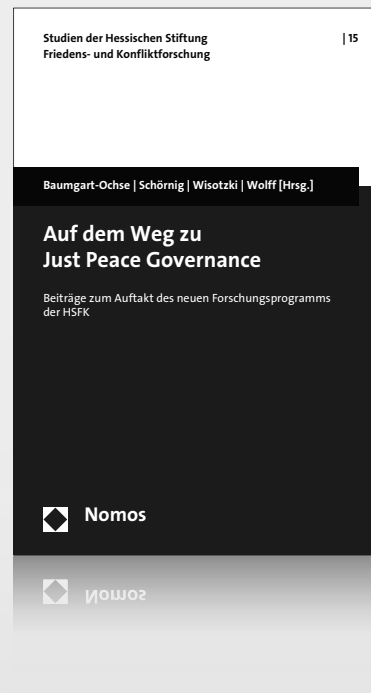 Studien der Hessischen Stiftung | 15
Friedens- und Konfliktforschung
Baumgart-Ochse | Schörnig | Wisotzki | Wolff [Hrsg.]
Auf dem Weg zu
Just Peace Governance
Beiträge zum Auftakt des neuen Forschungsprogramms
der HSFK
Nomos
Nomos